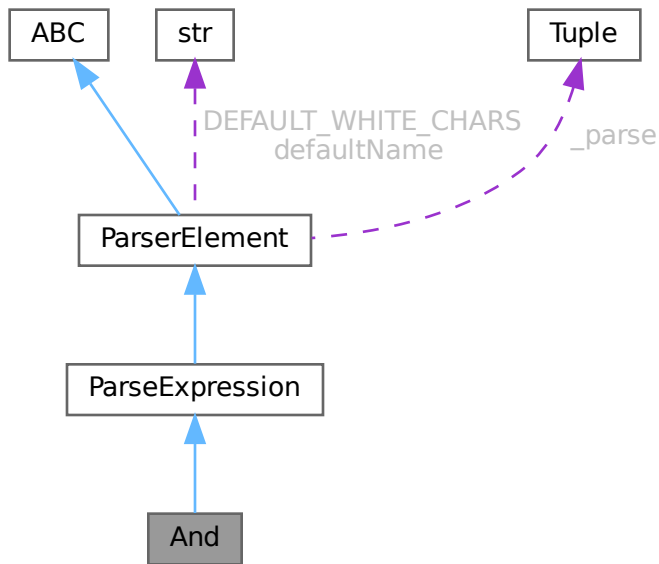 ABC
str
Tuple
DEFAULT_WHITE_CHARS
defaultName
_parse
ParserElement
ParseExpression
And